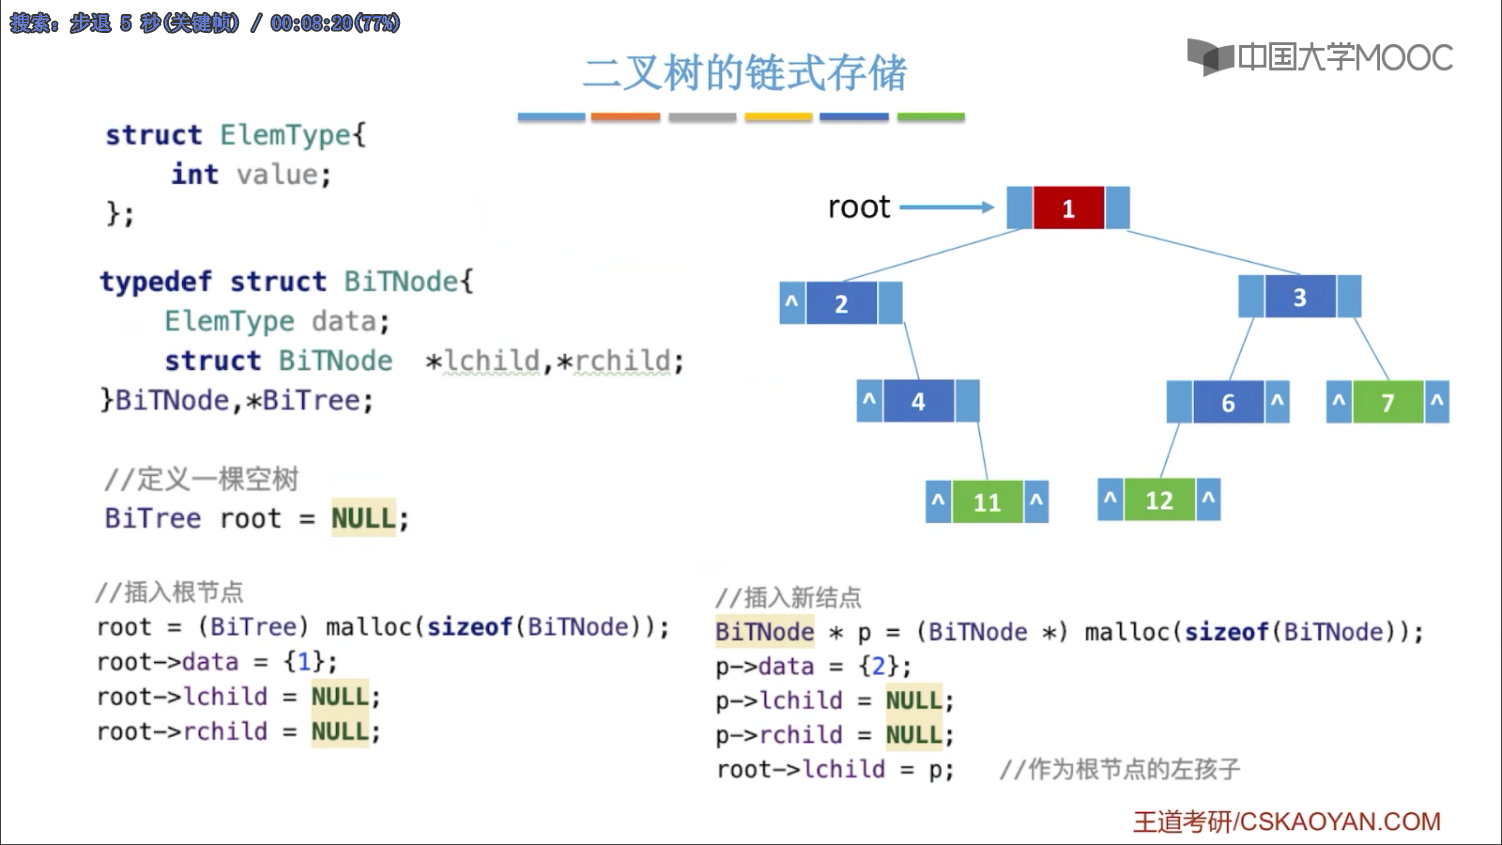 搜索: 步退 5 秒(关键帧) / 00:08:20(77%)
中国大学MOOC
二叉树的链式存储
struct ElemType{
int value;
};
typedef struct BiTNode{
ElemType data;
struct BiTNode *lchild,*rchild;
}BiTNode,*BiTree;
//定义一棵空树
BiTree root = NULL;
//插入根节点
root = (BiTree) malloc(sizeof(BiTNode));
root->data = {1};
root->lchild = NULL;
root->rchild = NULL;
root
1
^ 2
3
^ 4
6 ^
^ 7 ^
^ 11 ^
^ 12 ^
//插入新结点
BiTNode * p = (BiTNode *) malloc(sizeof(BiTNode));
p->data = {2};
p->lchild = NULL;
p->rchild = NULL;
root->lchild = p; //作为根节点的左孩子
王道考研/CSKAOYAN.COM